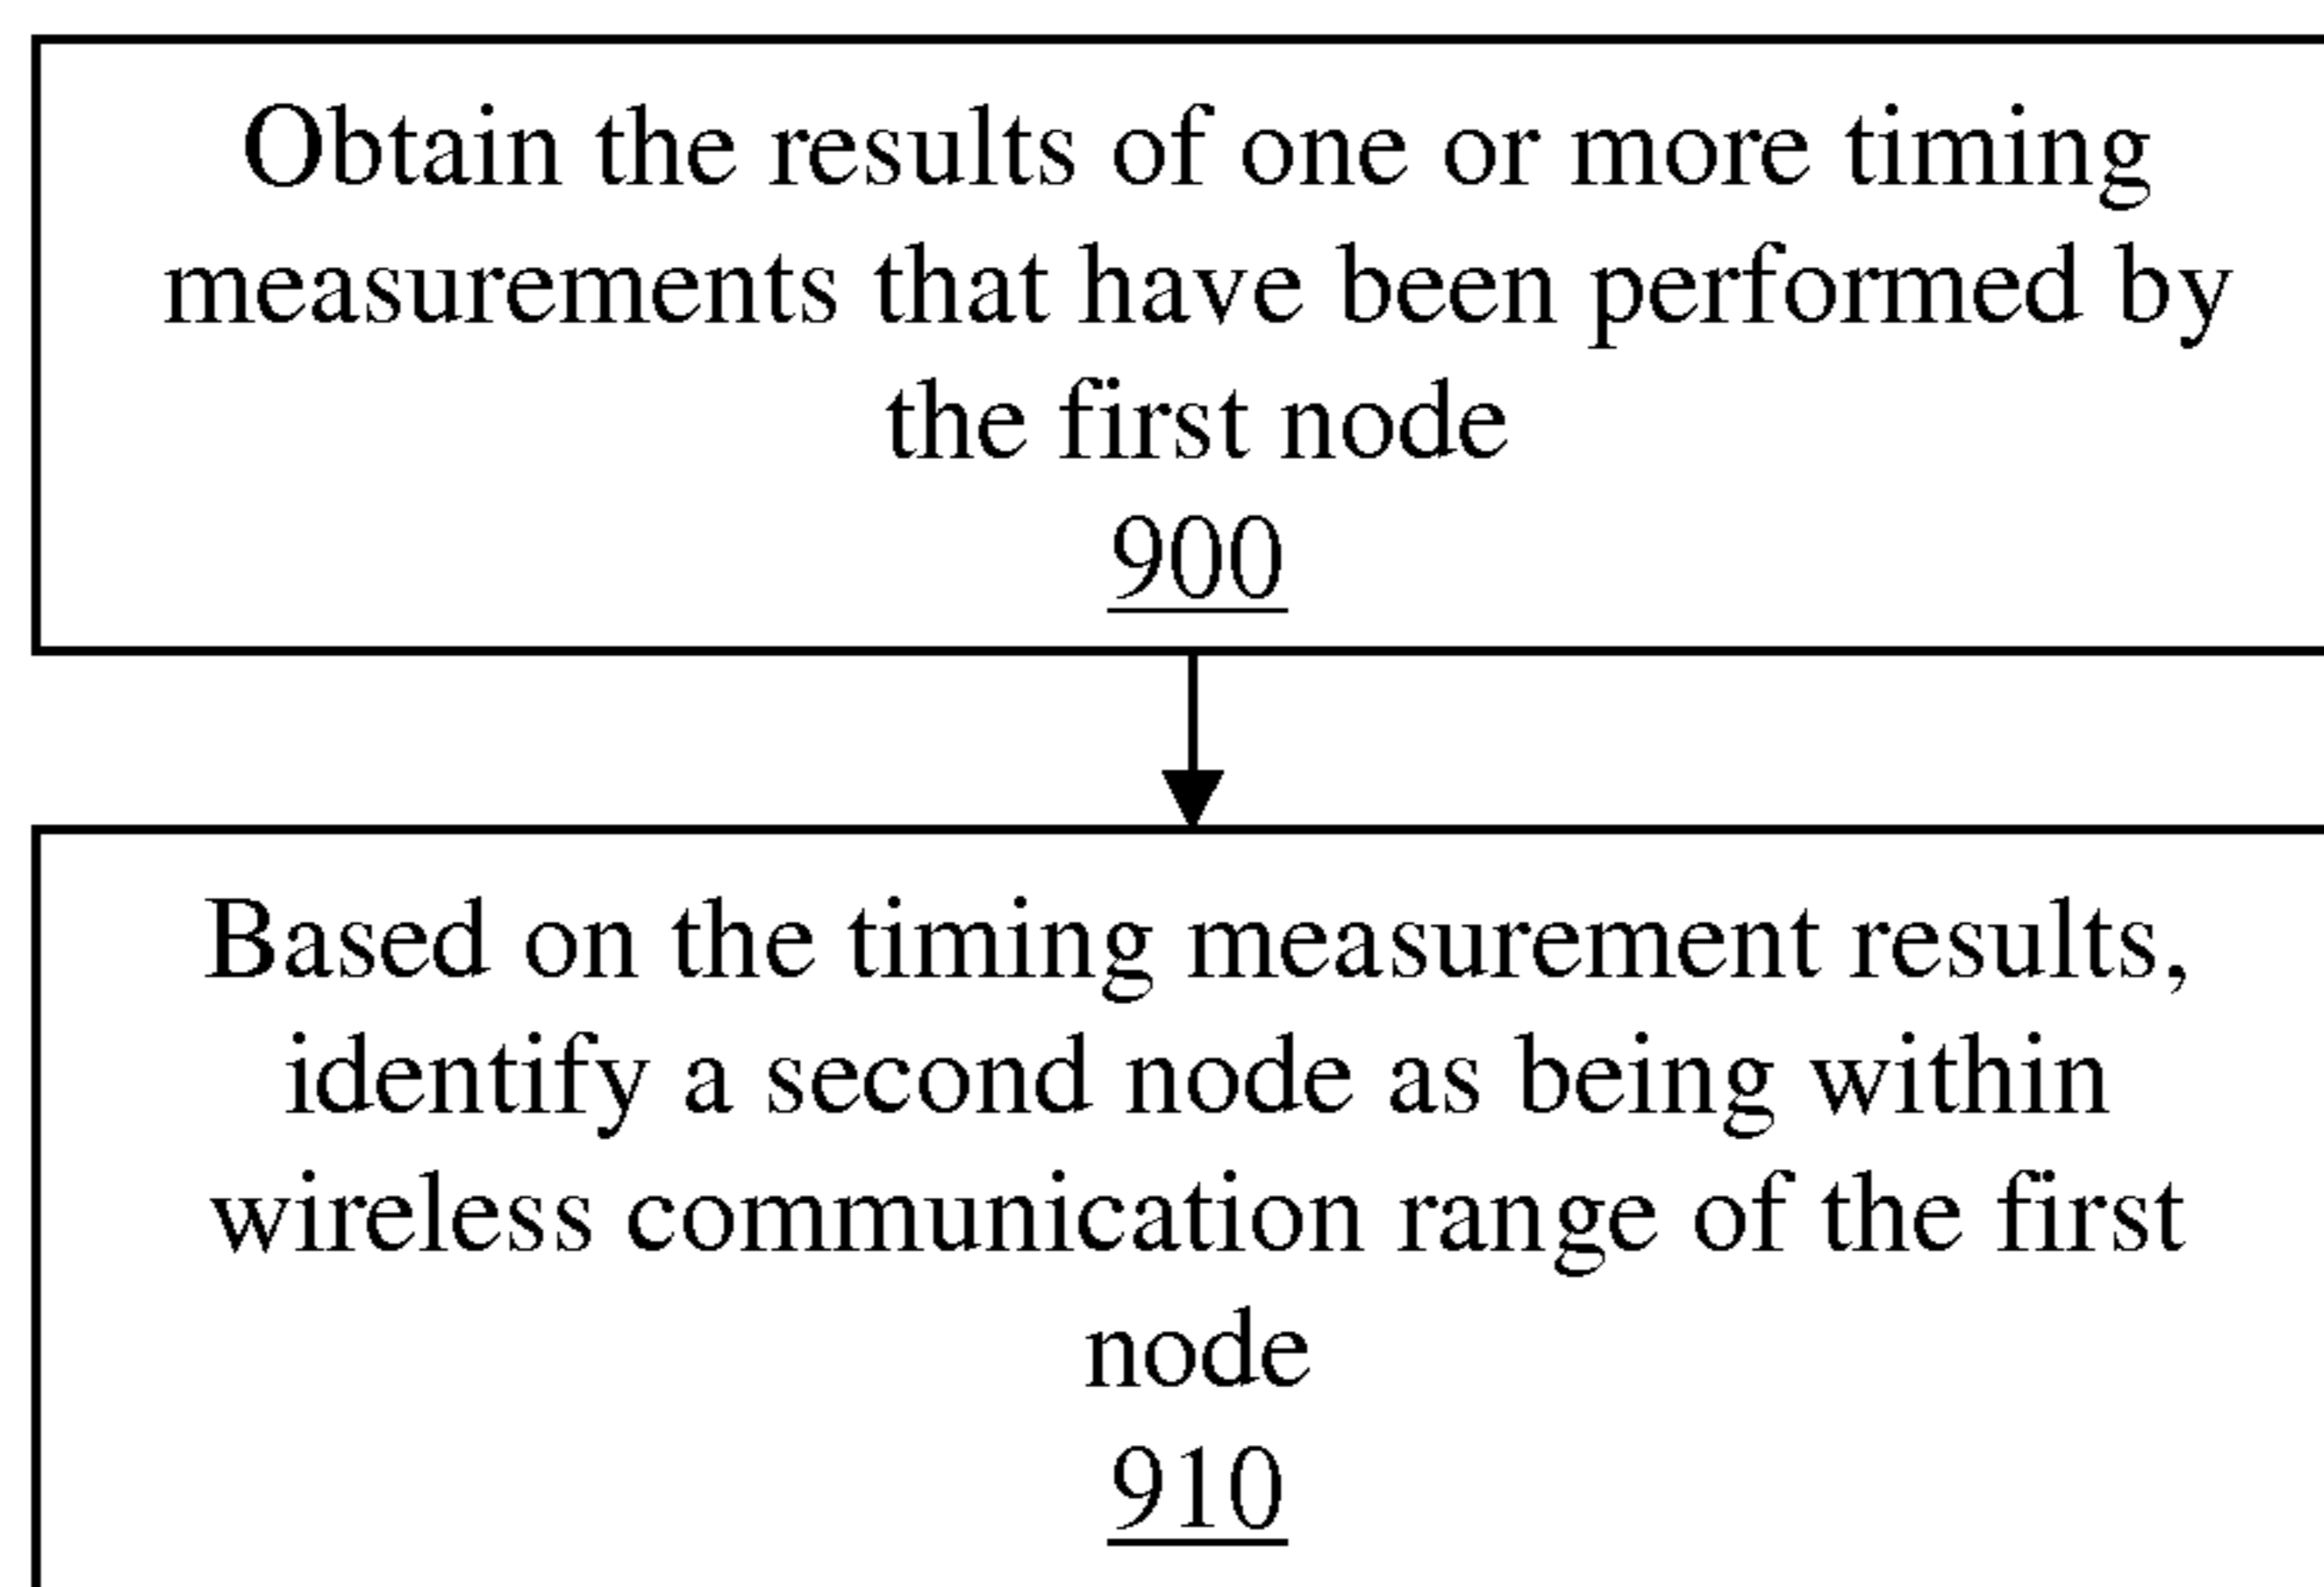 Obtain the results of one or more timing
measurements that have been performed by
the first node
900
Based on the timing measurement results,
identify a second node as being within
wireless communication range of the first
node
910